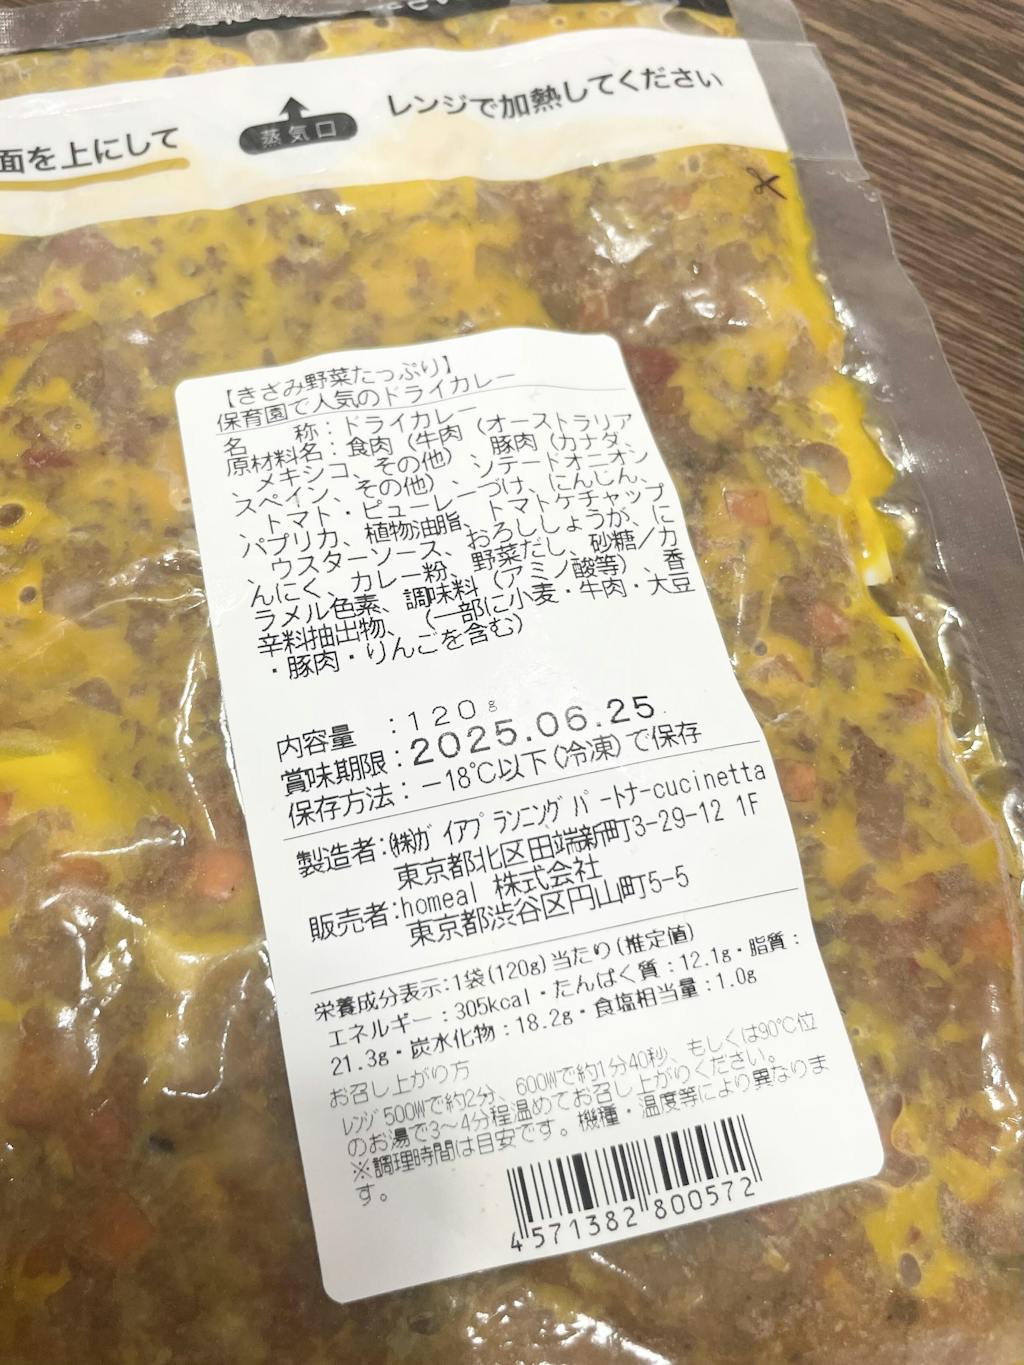 面を上にして
蒸気口
レンジで加熱してください
【きざみ野菜たっぷり】
保育園で人気のドライカレー
名　　称：ドライカレー
原材料名：食肉（牛肉（オーストラリア
、メキシコ、その他）、豚肉（カナダ、
スペイン、その他）、ソテードオニオン
、トマト・ピューレーづけ、にんじん、
パプリカ、植物油脂、トマトケチャップ
、ウスターソース、おろししょうが、に
んにく、カレー粉、野菜だし、砂糖／カ
ラメル色素、調味料（アミノ酸等）、香
辛料抽出物、（一部に小麦・牛肉・大豆
・豚肉・りんごを含む）
内容量　：120g
賞味期限：2025.06.25
保存方法：－18℃以下（冷凍）で保存
製造者：㈱ｶﾞｲｱﾌﾟﾗﾝﾆﾝｸﾞﾊﾟｰﾄﾅｰcucinetta
東京都北区田端新町3-29-12 1F
販売者：homeal 株式会社
東京都渋谷区円山町5-5
栄養成分表示：1袋(120g)当たり(推定値)
エネルギー：305kcal・たんぱく質：12.1g・脂質：
21.3g・炭水化物：18.2g・食塩相当量：1.0g
お召し上がり方
ﾚﾝｼﾞ500Wで約2分、600Wで約1分40秒、もしくは90℃位
のお湯で3～4分程温めてお召し上がりください。
※調理時間は目安です。機種・温度等により異なりま
す。
4571382800572